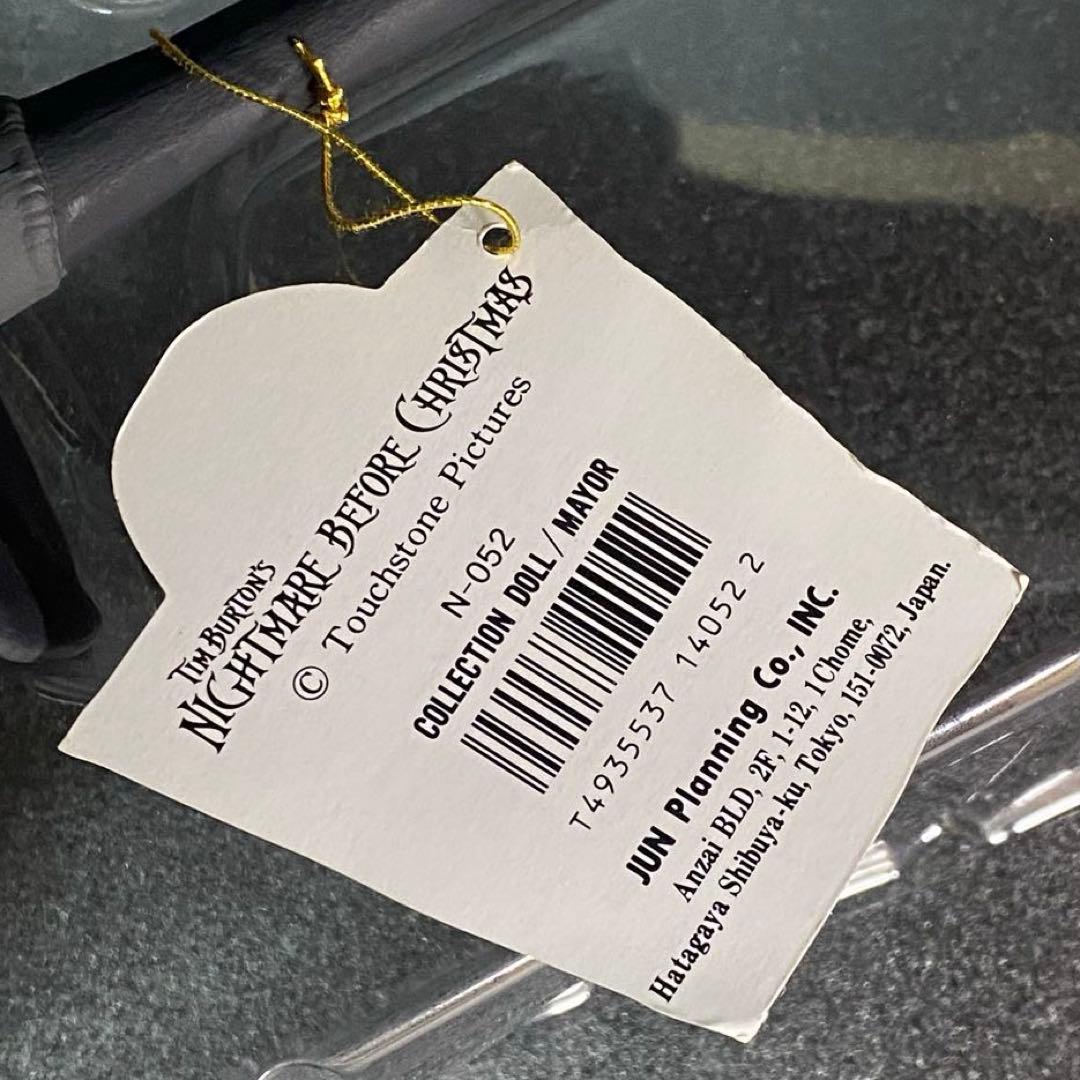 TIM BURTON'S
NIGHTMARE BEFORE CHRISTMAS
© Touchstone Pictures
N-052
COLLECTION DOLL/MAYOR
T4935537 14052 2
JUN Planning Co., INC.
Anzai BLD, 2F, 1-12, 1Chome,
Hatagaya Shibuya-ku, Tokyo, 151-0072, Japan.